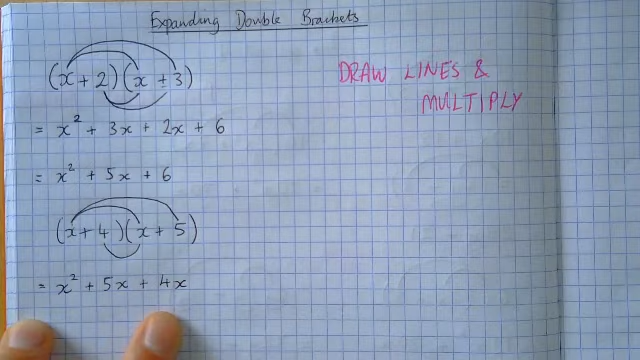 Expanding Double Brackets
(x + 2)(x + 3)
DRAW LINES &
MULTIPLY
= x² + 3x + 2x + 6
= x² + 5x + 6
(x + 4)(x + 5)
= x² + 5x + 4x